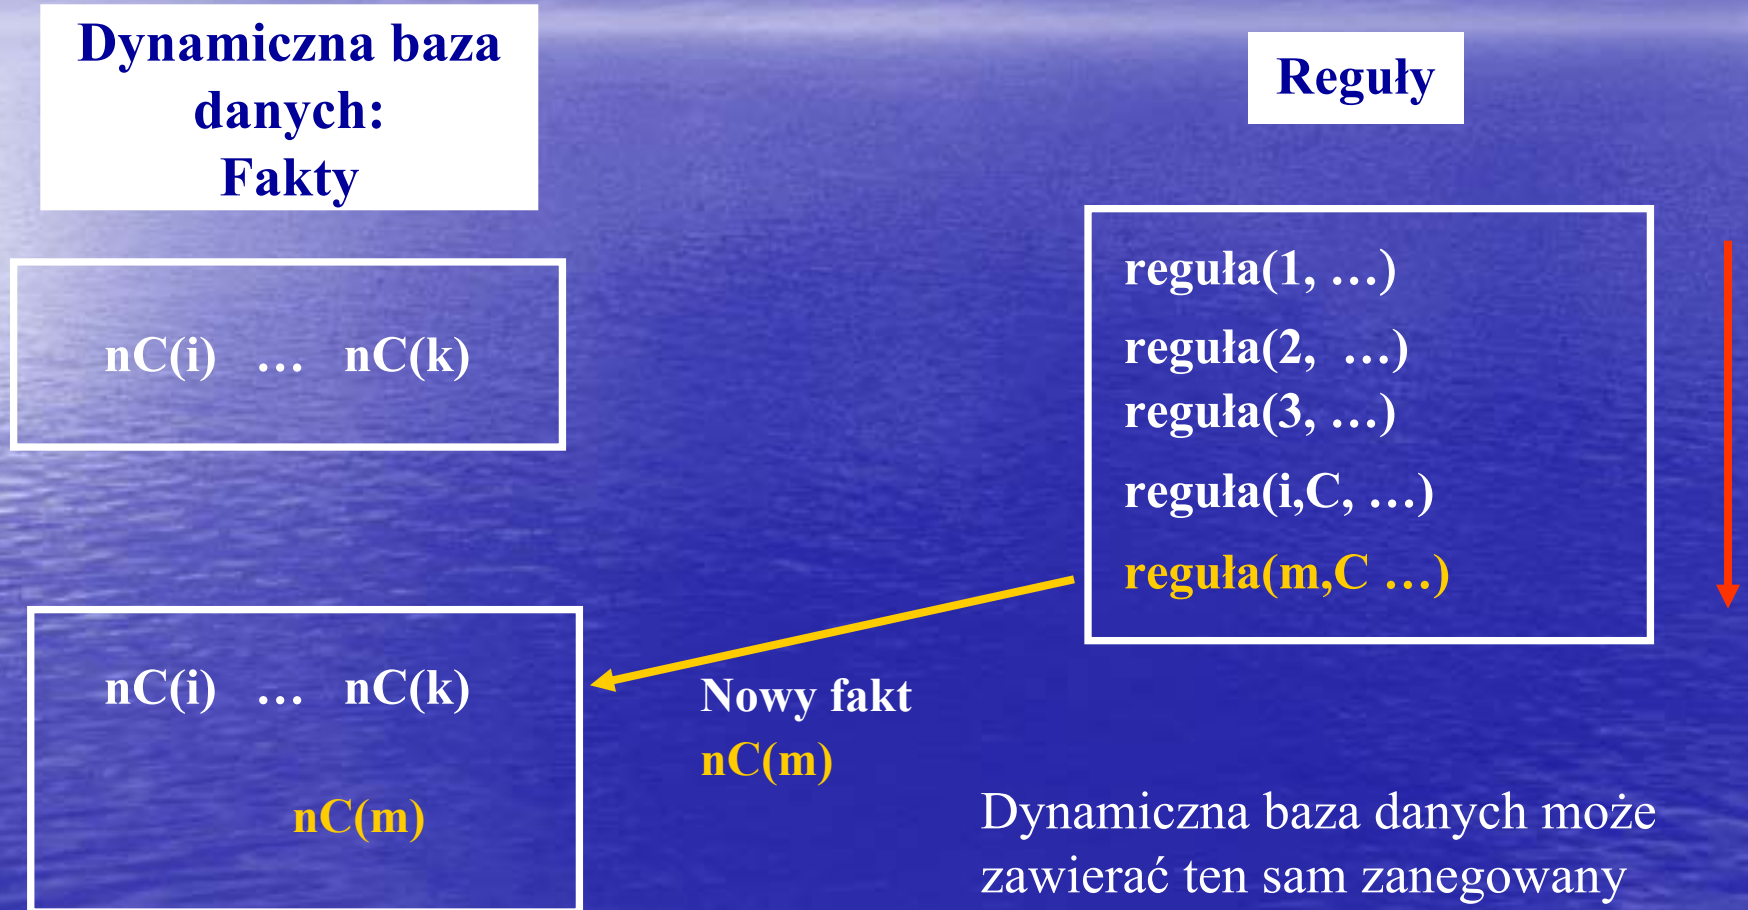 Dynamiczna baza
danych:
Fakty
Reguły
nC(i) … nC(k)
reguła(1, …)
reguła(2, …)
reguła(3, …)
reguła(i,C, …)
reguła(m,C …)
nC(i) … nC(k)
nC(m)
Nowy fakt
nC(m)
Dynamiczna baza danych może
zawierać ten sam zanegowany